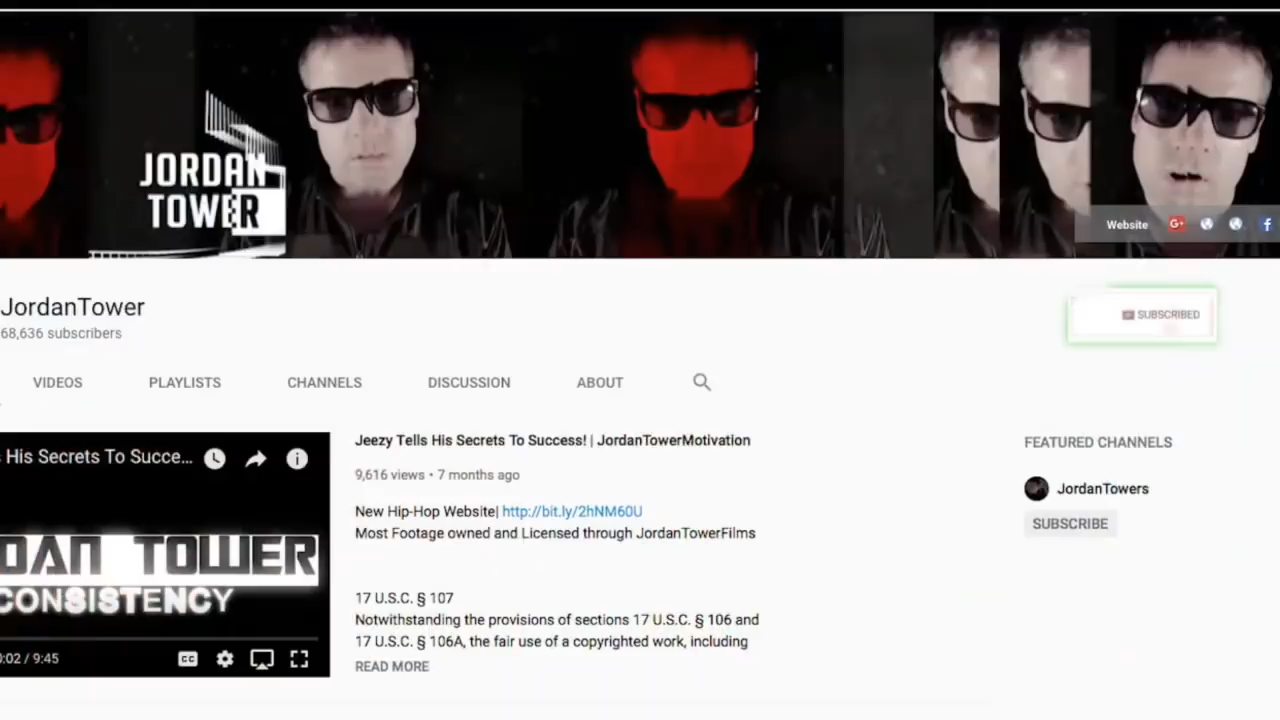 JORDAN
TOWER
Website
JordanTower
68,636 subscribers
SUBSCRIBED
VIDEOS PLAYLISTS CHANNELS DISCUSSION ABOUT
His Secrets To Succe...
DAN TOWER
CONSISTENCY
0:02 / 9:45
CC
Jeezy Tells His Secrets To Success! | JordanTowerMotivation
9,616 views • 7 months ago
New Hip-Hop Website| http://bit.ly/2hNM60U
Most Footage owned and Licensed through JordanTowerFilms
17 U.S.C. § 107
Notwithstanding the provisions of sections 17 U.S.C. § 106 and
17 U.S.C. § 106A, the fair use of a copyrighted work, including
READ MORE
FEATURED CHANNELS
JordanTowers
SUBSCRIBE